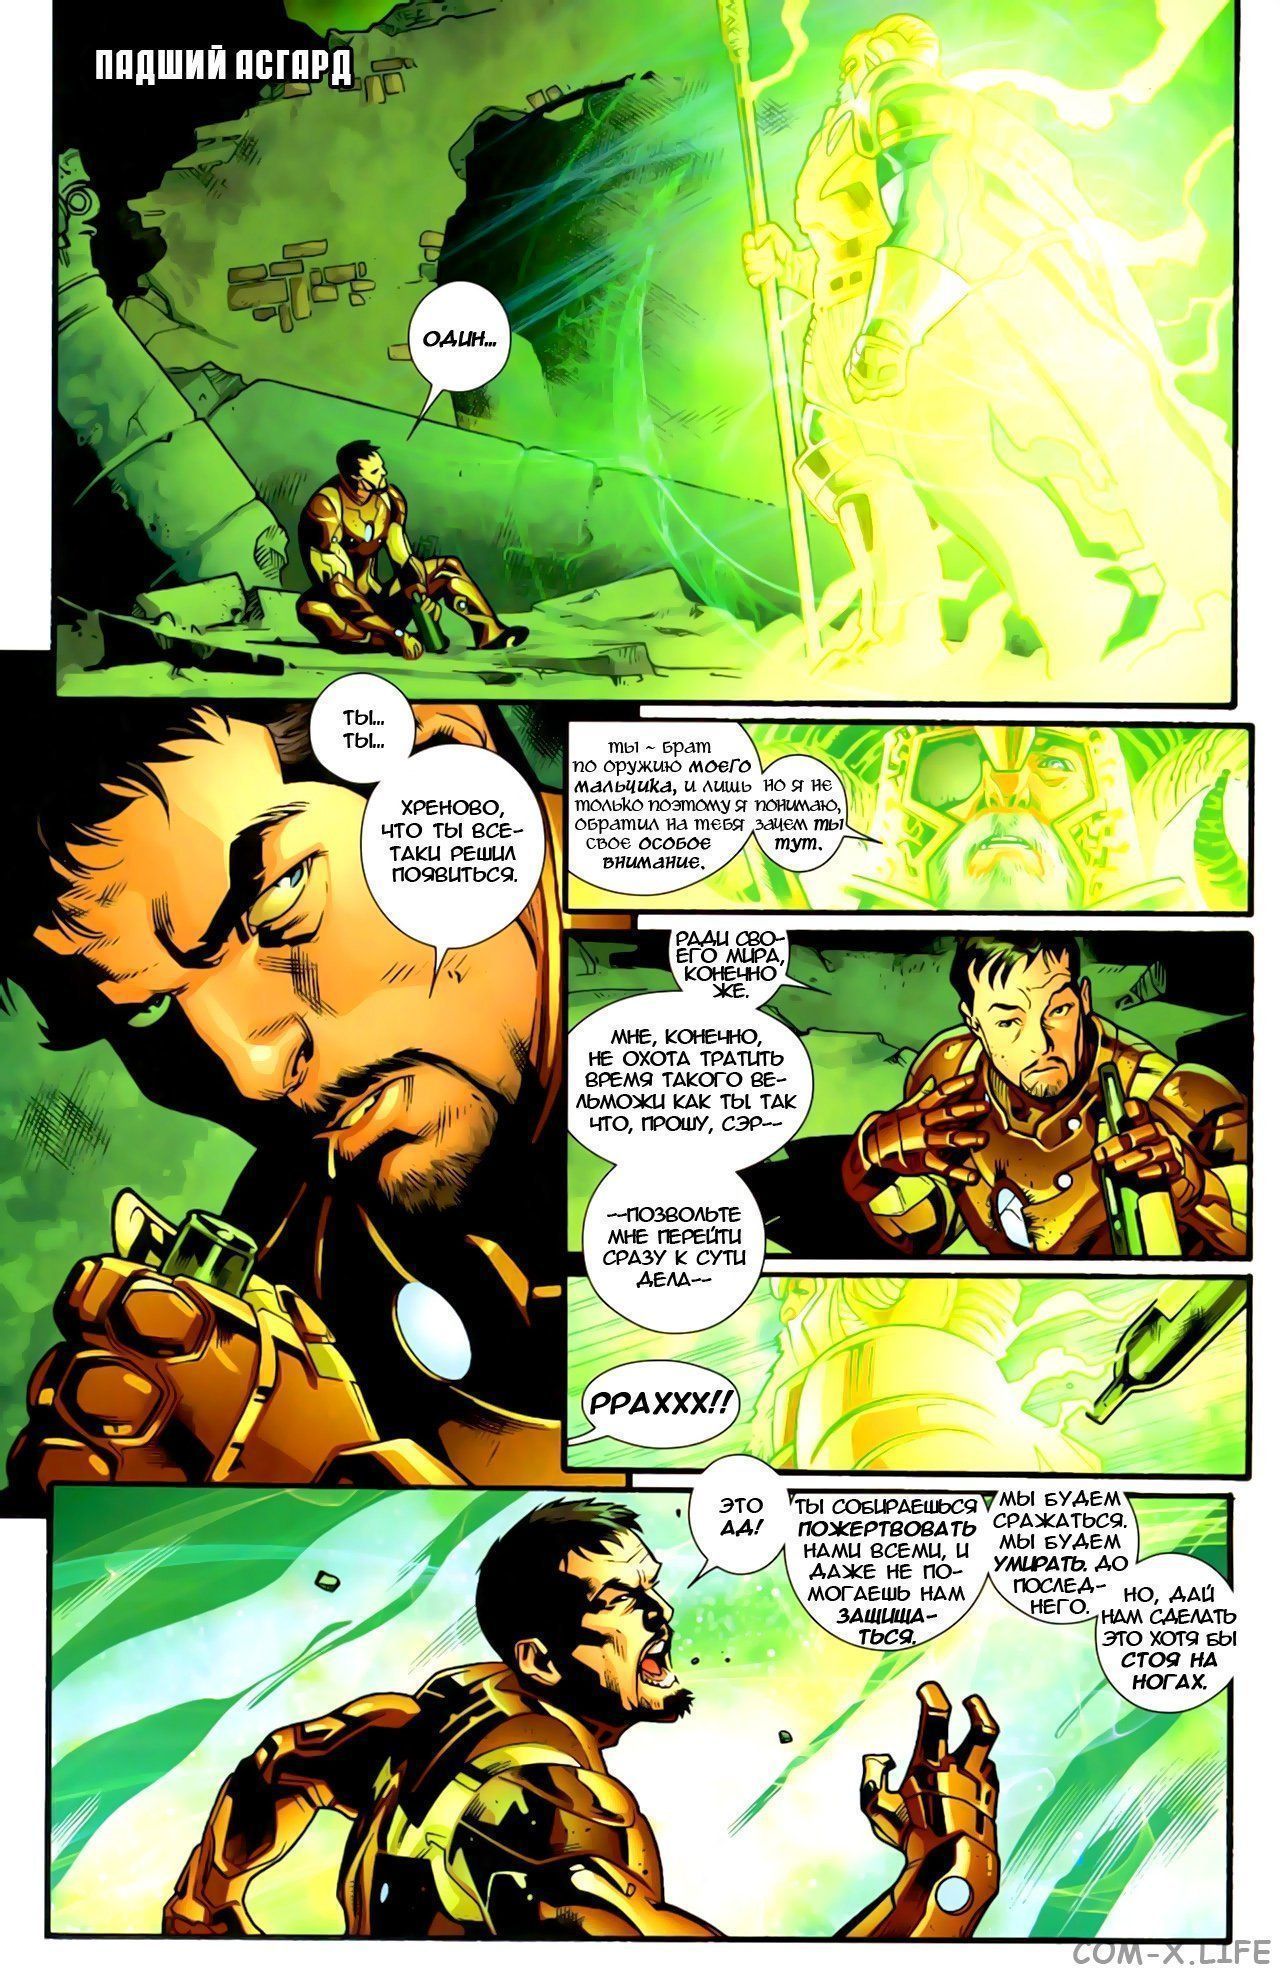 ПАДШИЙ АСГАРД
ОДИН...
ТЫ...
ТЫ...
ХРЕНОВО,
ЧТО ТЫ ВСЕ-
ТАКИ РЕШИЛ
ПОЯВИТЬСЯ.
ТЫ ~ БРАТ
ПО ОРУЖИЮ МОЕГО
МАЛЬЧИКА, И ЛИШЬ
ТОЛЬКО ПОЭТОМУ Я
ОБРАТИЛ НА ТЕБЯ
СВОЕ ОСОБОЕ
ВНИМАНИЕ.
НО Я НЕ
ПОНИМАЮ,
ЗАЧЕМ ТЫ
ТУТ.
РАДИ СВО-
ЕГО МИРА,
КОНЕЧНО
ЖЕ.
МНЕ, КОНЕЧНО,
НЕ ОХОТА ТРАТИТЬ
ВРЕМЯ ТАКОГО ВЕ-
ЛЬМОЖИ КАК ТЫ. ТАК
ЧТО, ПРОШУ, СЭР--
--ПОЗВОЛЬТЕ
МНЕ ПЕРЕЙТИ
СРАЗУ К СУТИ
ДЕЛА--
РРАХХХ!!
ЭТО
АД!
ТЫ СОБИРАЕШЬСЯ
ПОЖЕРТВОВАТЬ
НАМИ ВСЕМИ, И
ДАЖЕ НЕ ПО-
МОГАЕШЬ НАМ
ЗАЩИЩА-
ТЬСЯ.
МЫ БУДЕМ
СРАЖАТЬСЯ.
МЫ БУДЕМ
УМИРАТЬ. ДО
ПОСЛЕД-
НЕГО.
НО, ДАЙ
НАМ СДЕЛАТЬ
ЭТО ХОТЯ БЫ
СТОЯ НА
НОГАХ.
COM-X.LIFE